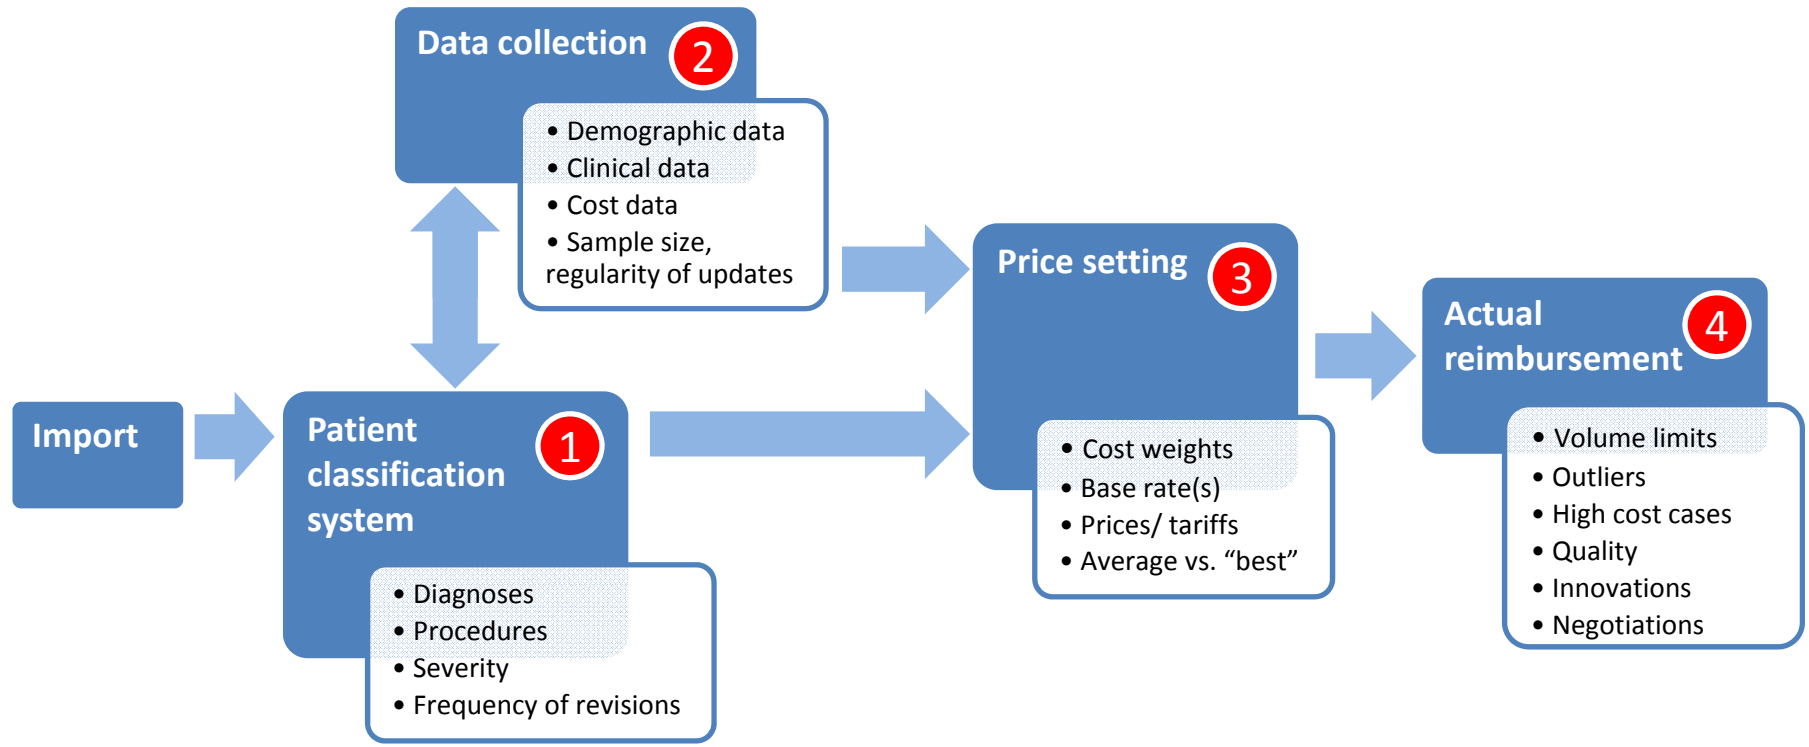 Data collection
2
• Demographic data
• Clinical data
• Cost data
• Sample size,
regularity of updates
Import
Patient
classification
system
1
• Diagnoses
• Procedures
• Severity
• Frequency of revisions
Price setting
3
• Cost weights
• Base rate(s)
• Prices/ tariffs
• Average vs. “best”
Actual
reimbursement
4
• Volume limits
• Outliers
• High cost cases
• Quality
• Innovations
• Negotiations